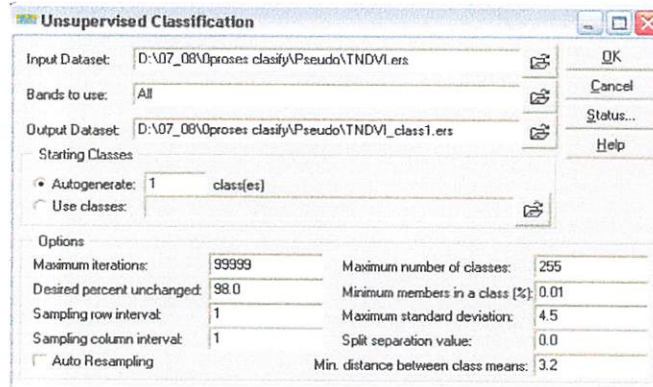 Unsupervised Classification
Input Dataset: D:\07_08\0proses clasify\Pseudo\TNDVI.ers
OK
Bands to use: All
Cancel
Output Dataset: D:\07_08\0proses clasify\Pseudo\TNDVI_class1.ers
Status...
Help
Starting Classes
Autogenerate: 1 class(es)
Use classes:
Options
Maximum iterations: 99999 Maximum number of classes: 255
Desired percent unchanged: 98.0 Minimum members in a class (%): 0.01
Sampling row interval: 1 Maximum standard deviation: 4.5
Sampling column interval: 1 Split separation value: 0.0
Auto Resampling Min. distance between class means: 3.2